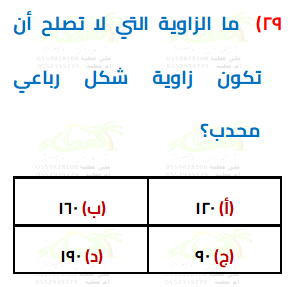 ٢٩) ما الزاوية التي لا تصلح أن
تكون زاوية شكل رباعي
محدب؟
(أ) ١٢٠ (ب) ١٦٠
(ج) ٩٠ (د) ١٩٠